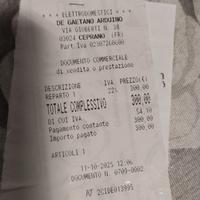 *** ***
* ELETTRODOMESTICI *
DE GAETANO ARDUINO
VIA GIOBERTI N. 38
03024 CEPRANO (FR)
Part Iva
DOCUMENTO COMMERCIALE
di vendita o prestazione
DESCRIZIONE IVA PREZZO(€)
REPARTO 1 22% 300,00
TOTALE COMPLESSIVO 300,00
DI CUI IVA 54,10
Pagamento contante 300,00
Importo pagato 300,00
ARTICOLI 1
11-10-2025 12:06
DOCUMENTO N. 0709-0002